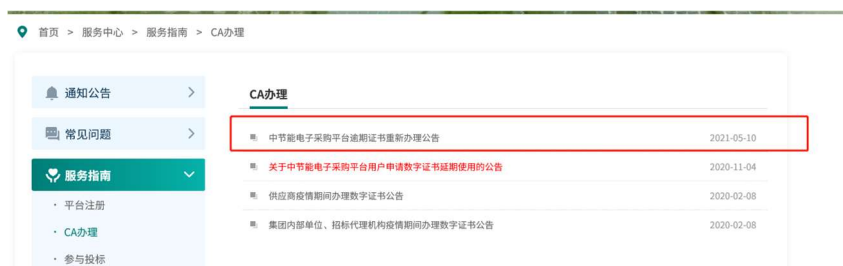 首页 > 服务中心 > 服务指南 > CA办理
通知公告
常见问题
服务指南
· 平台注册
· CA办理
· 参与投标
CA办理
中节能电子采购平台逾期证书重新办理公告 2021-05-10
关于中节能电子采购平台用户申请数字证书延期使用的公告 2020-11-04
供应商疫情期间办理数字证书公告 2020-02-08
集团内部单位、招标代理机构疫情期间办理数字证书公告 2020-02-08